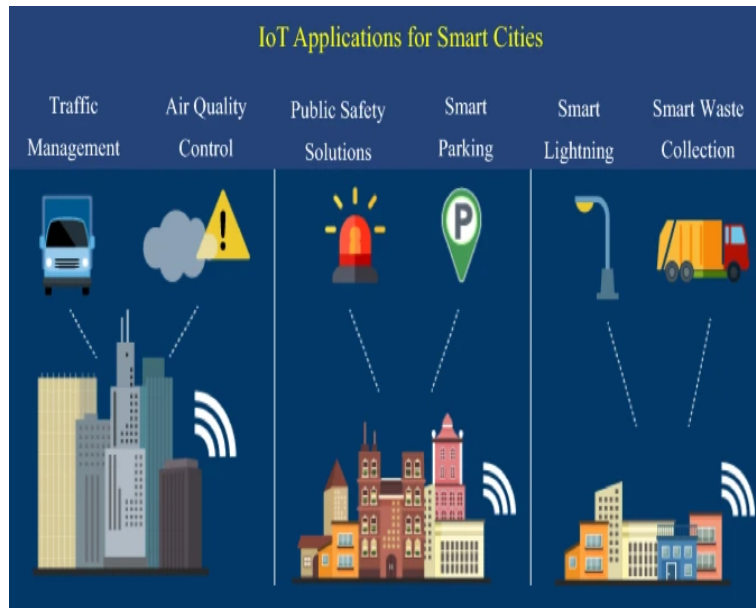 IoT Applications for Smart Cities
Traffic
Management
Air Quality
Control
Public Safety
Solutions
Smart
Parking
Smart
Lightning
Smart Waste
Collection
P
!